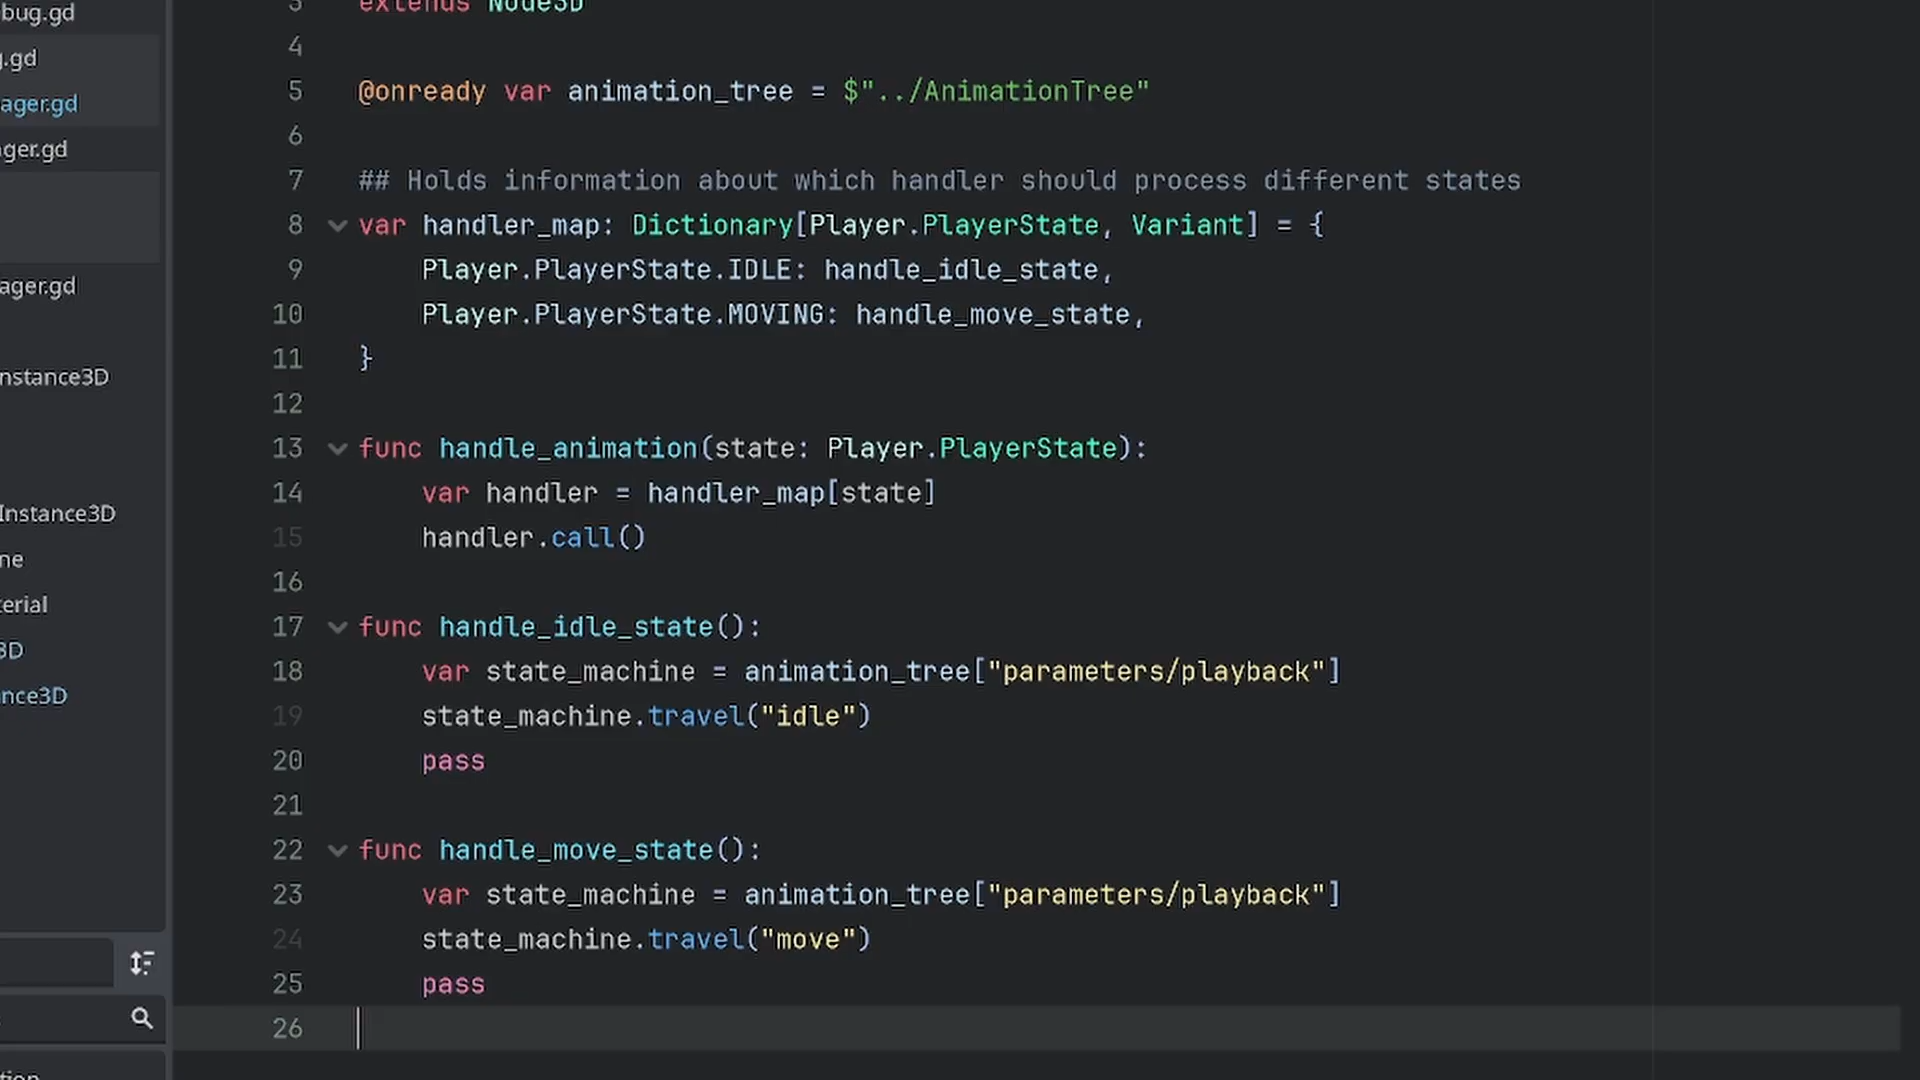 bug.gd
g.gd
ager.gd
ger.gd
ager.gd
nstance3D
Instance3D
ne
terial
3D
nce3D
tion
3 extends Node3D
4
5 @onready var animation_tree = $"../AnimationTree"
6
7 ## Holds information about which handler should process different states
8 var handler_map: Dictionary[Player.PlayerState, Variant] = {
9 Player.PlayerState.IDLE: handle_idle_state,
10 Player.PlayerState.MOVING: handle_move_state,
11 }
12
13 func handle_animation(state: Player.PlayerState):
14 var handler = handler_map[state]
15 handler.call()
16
17 func handle_idle_state():
18 var state_machine = animation_tree["parameters/playback"]
19 state_machine.travel("idle")
20 pass
21
22 func handle_move_state():
23 var state_machine = animation_tree["parameters/playback"]
24 state_machine.travel("move")
25 pass
26